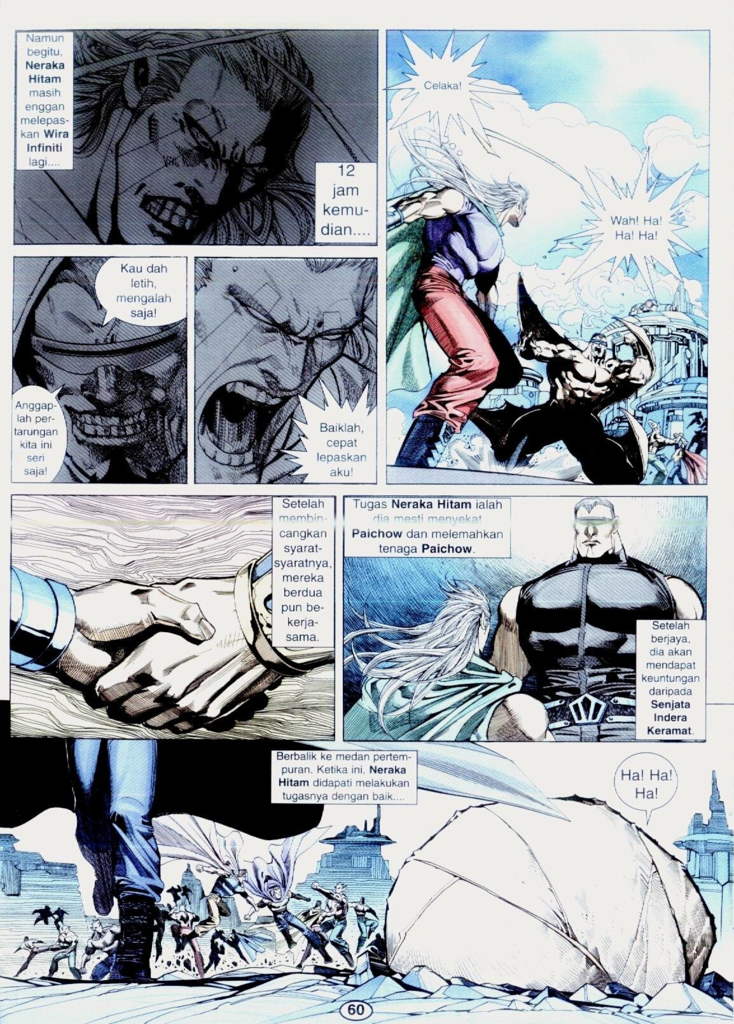 Namun
begitu,
Neraka
Hitam
masih
enggan
melepas-
kan Wira
Infiniti
lagi....
12
jam
kemu-
dian....
Celaka!
Wah! Ha!
Ha! Ha!
Kau dah
letih,
mengalah
saja!
Anggap-
lah per-
tarungan
kita ini
seri
saja!
Baiklah,
cepat
lepaskan
aku!
Setelah
membin-
cangkan
syarat-
syaratnya,
mereka
berdua
pun be-
kerja-
sama.
Tugas Neraka Hitam ialah
dia mesti menyekat
Paichow dan melemahkan
tenaga Paichow.
Setelah
berjaya,
dia akan
mendapat
keuntungan
daripada
Senjata
Indera
Keramat.
Berbalik ke medan pertem-
puran. Ketika ini, Neraka
Hitam didapati melakukan
tugasnya dengan baik....
Ha! Ha!
Ha!
60